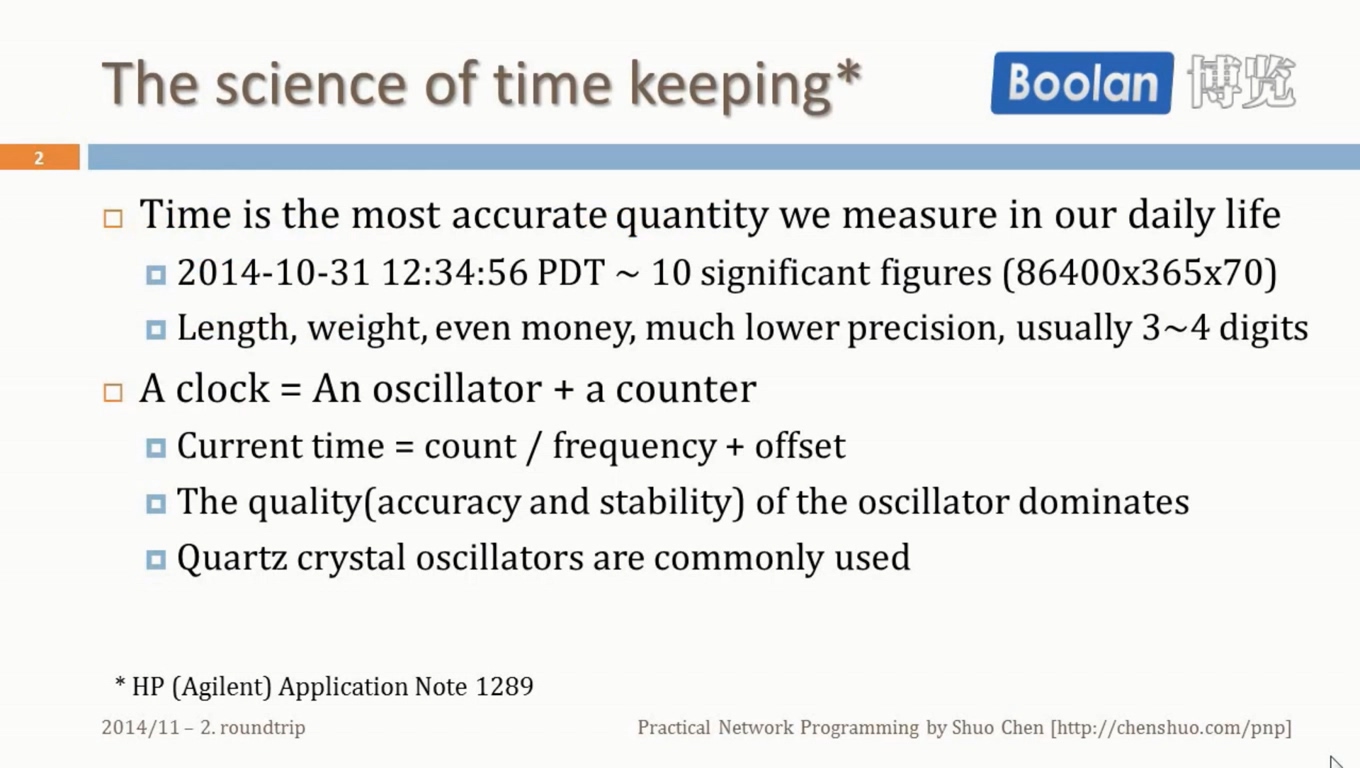 The science of time keeping*
Boolan 博览
2
Time is the most accurate quantity we measure in our daily life
2014-10-31 12:34:56 PDT ~ 10 significant figures (86400x365x70)
Length, weight, even money, much lower precision, usually 3~4 digits
A clock = An oscillator + a counter
Current time = count / frequency + offset
The quality(accuracy and stability) of the oscillator dominates
Quartz crystal oscillators are commonly used
* HP (Agilent) Application Note 1289
2014/11 – 2. roundtrip
Practical Network Programming by Shuo Chen [http://chenshuo.com/pnp]